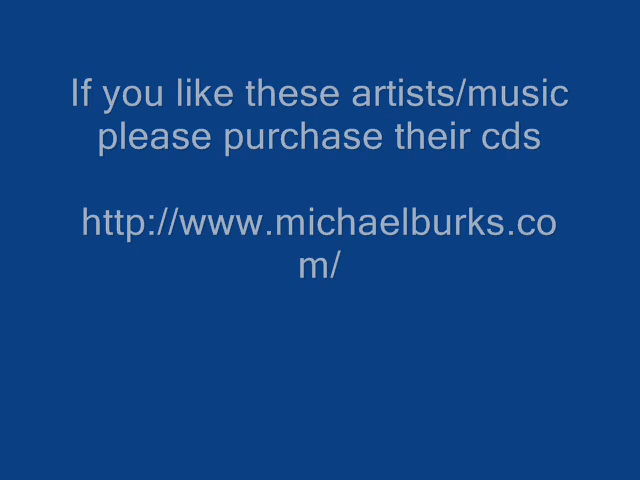 If you like these artists/music
please purchase their cds
http://www.michaelburks.co
m/